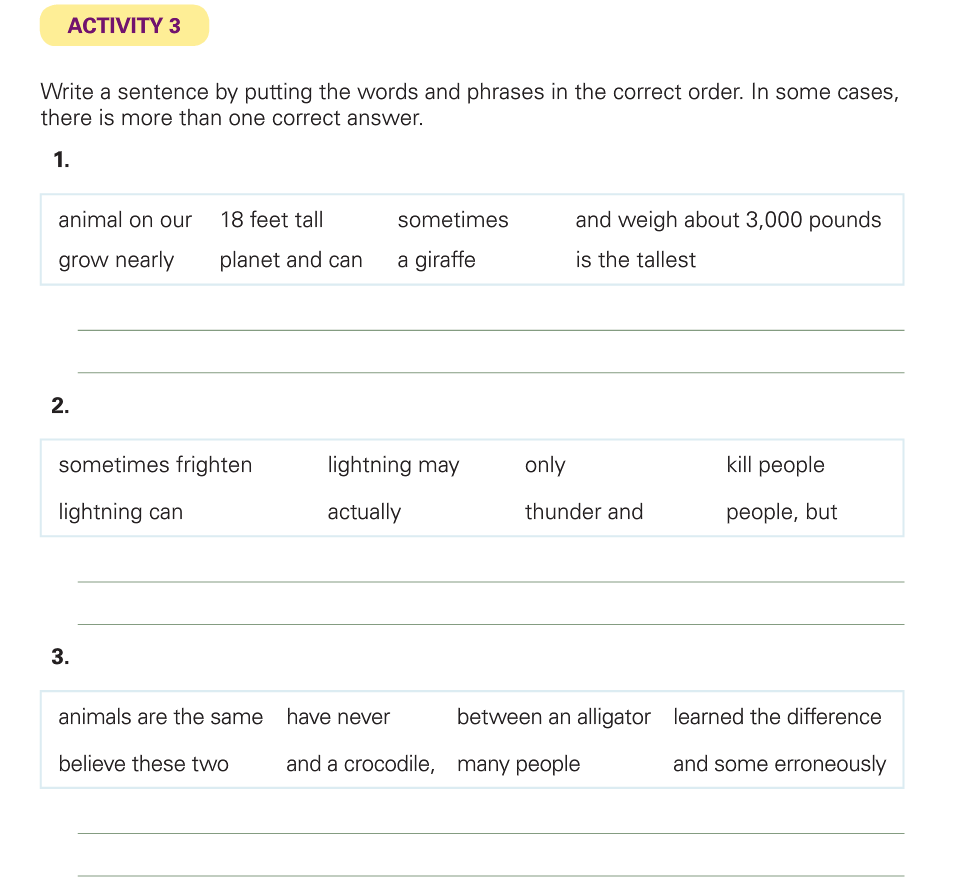 ACTIVITY 3
Write a sentence by putting the words and phrases in the correct order. In some cases,
there is more than one correct answer.
1.
animal on our 18 feet tall sometimes and weigh about 3,000 pounds
grow nearly planet and can a giraffe is the tallest
2.
sometimes frighten lightning may only kill people
lightning can actually thunder and people, but
3.
animals are the same have never between an alligator learned the difference
believe these two and a crocodile, many people and some erroneously